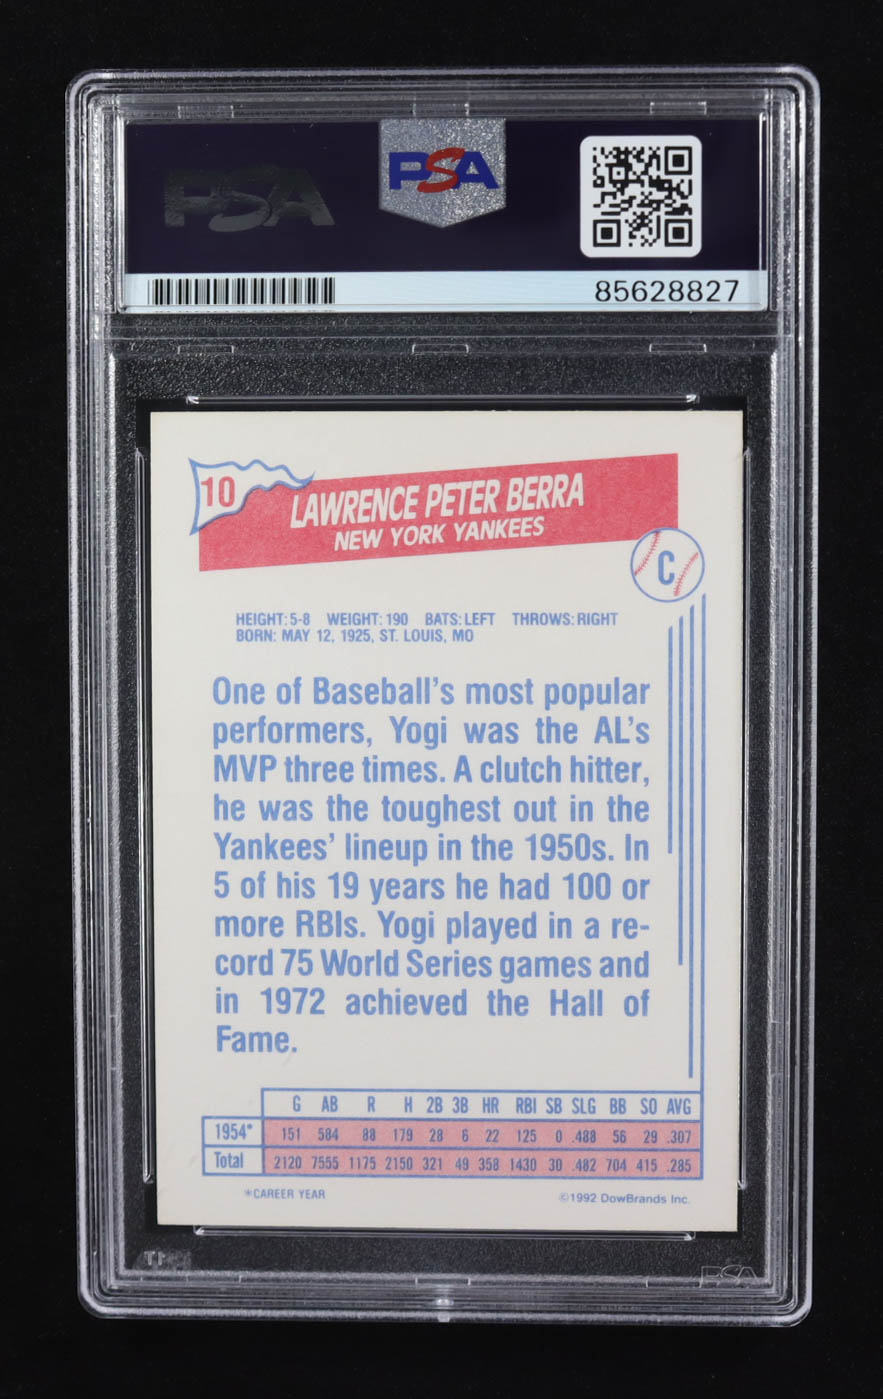 PSA
PSA
85628827
10
LAWRENCE PETER BERRA
NEW YORK YANKEES
C
HEIGHT: 5-8 WEIGHT: 190 BATS: LEFT THROWS: RIGHT
BORN: MAY 12, 1925, ST. LOUIS, MO
One of Baseball's most popular
performers, Yogi was the AL's
MVP three times. A clutch hitter,
he was the toughest out in the
Yankees' lineup in the 1950s. In
5 of his 19 years he had 100 or
more RBIs. Yogi played in a re-
cord 75 World Series games and
in 1972 achieved the Hall of
Fame.
G AB R H 2B 3B HR RBI SB SLG BB SO AVG
1954* 151 584 88 179 28 6 22 125 0 .488 56 29 .307
Total 2120 7555 1175 2150 321 49 358 1430 30 .482 704 415 .285
*CAREER YEAR
©1992 DowBrands Inc.
PSA